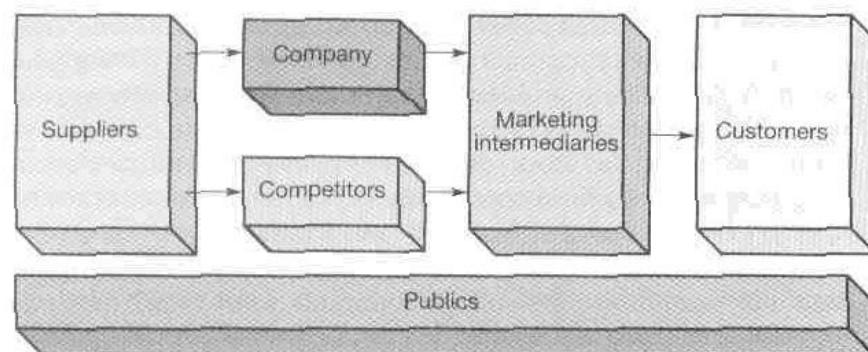 Suppliers
Company
Competitors
Marketing
intermediaries
Customers
Publics